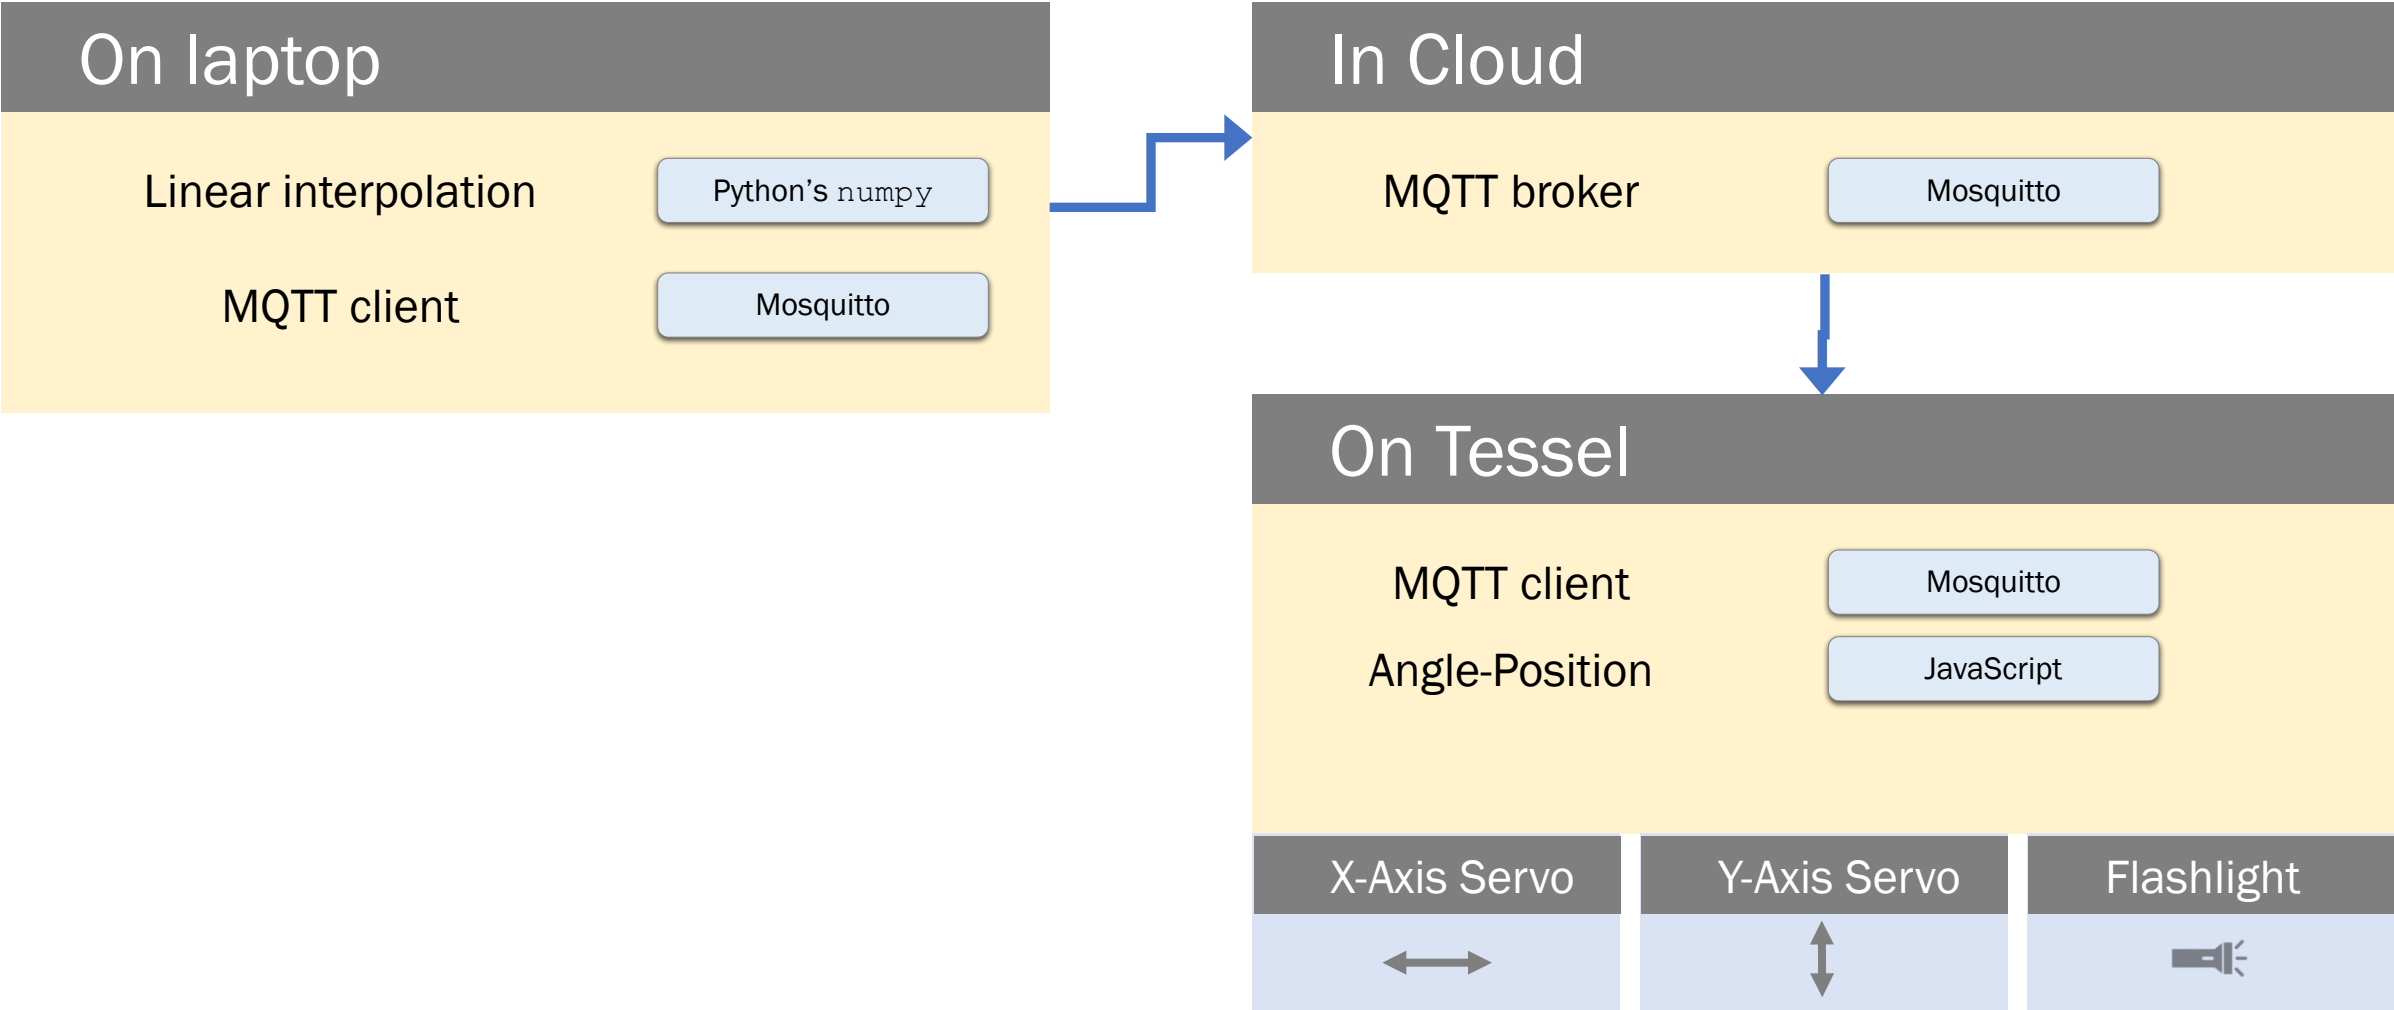 On laptop
Linear interpolation
Python’s numpy
MQTT client
Mosquitto
In Cloud
MQTT broker
Mosquitto
On Tessel
MQTT client
Mosquitto
Angle-Position
JavaScript
X-Axis Servo
Y-Axis Servo
Flashlight